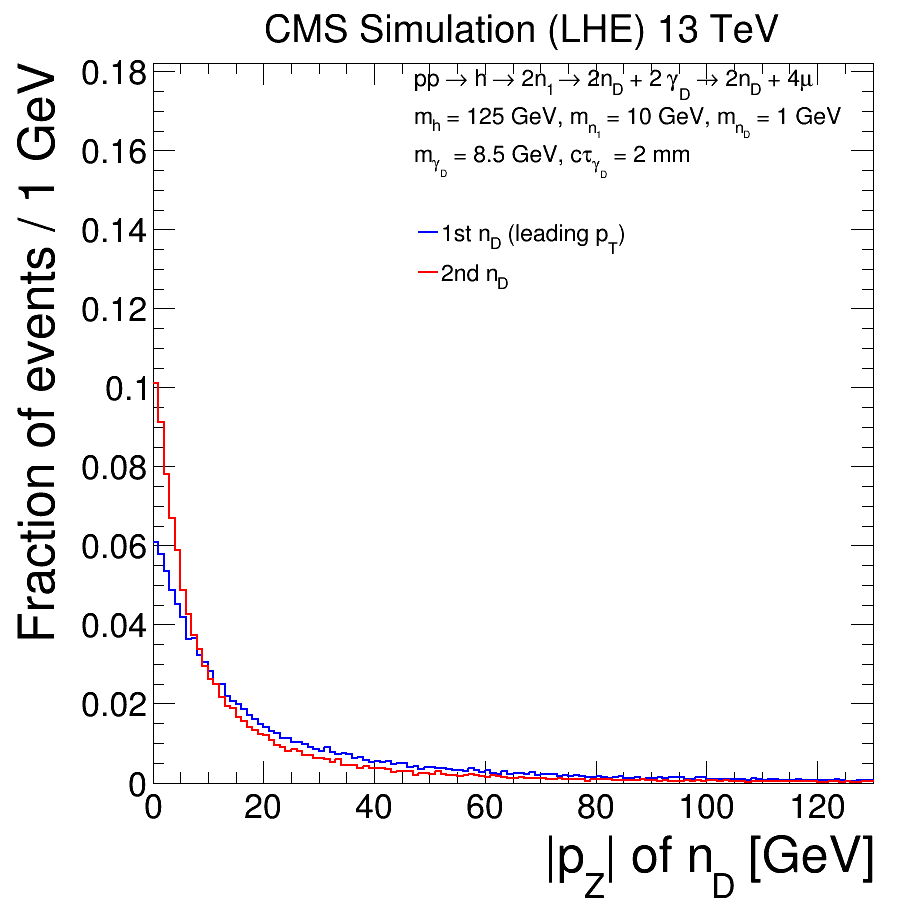 CMS Simulation (LHE) 13 TeV
pp → h → 2n1 → 2nD + 2 γD → 2nD + 4μ
mh = 125 GeV, mn1 = 10 GeV, mnD = 1 GeV
mγD = 8.5 GeV, cτγD = 2 mm
1st nD (leading pT)
2nd nD
Fraction of events / 1 GeV
0.18
0.16
0.14
0.12
0.1
0.08
0.06
0.04
0.02
0
0 20 40 60 80 100 120
|pZ| of nD [GeV]